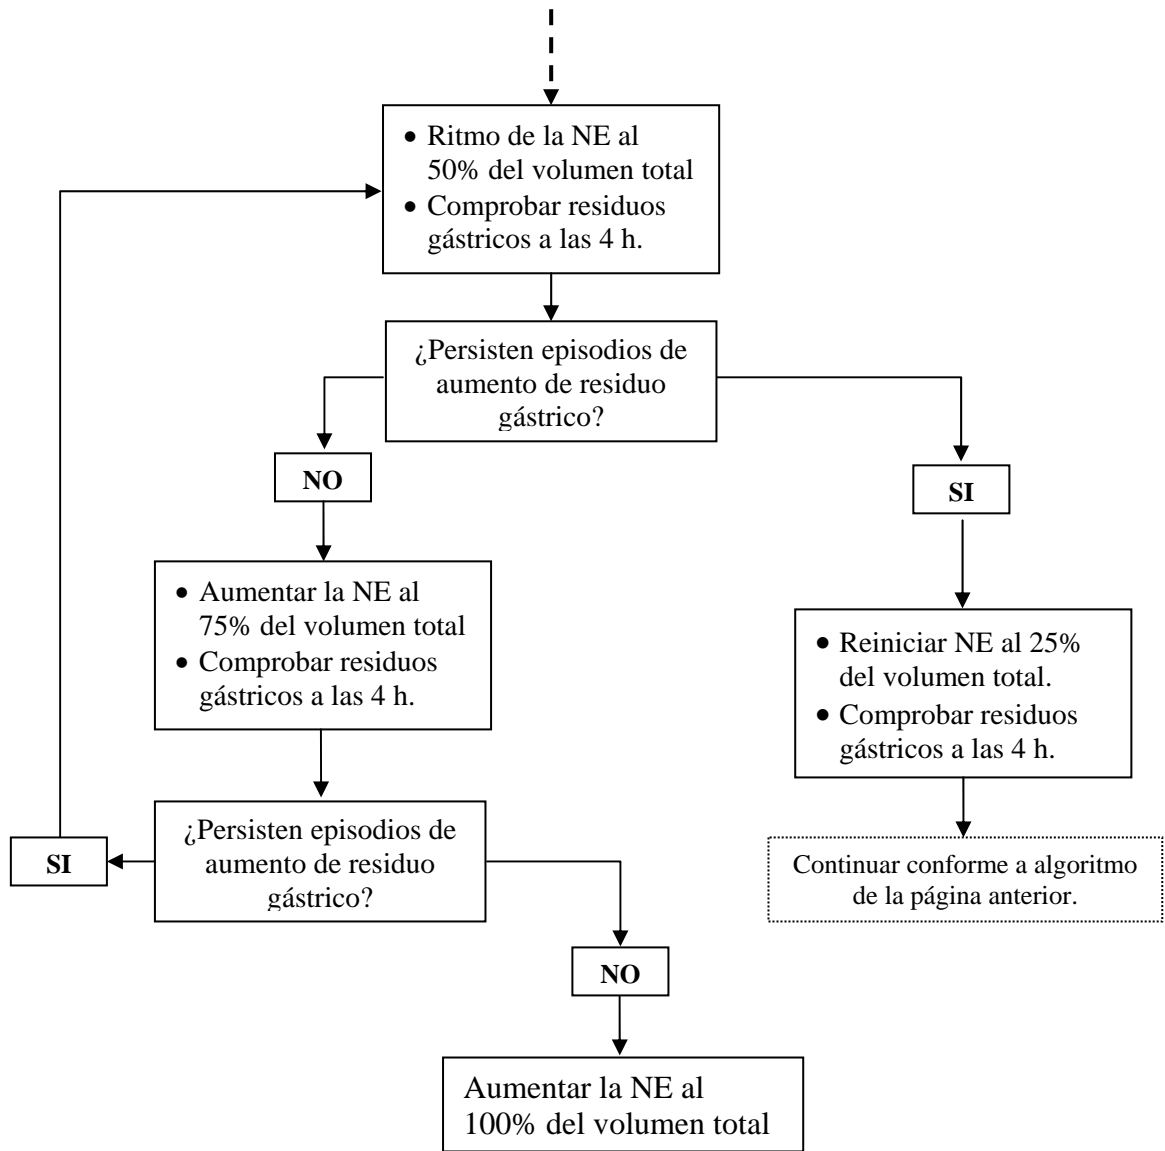 • Ritmo de la NE al
50% del volumen total
• Comprobar residuos
gástricos a las 4 h.
¿Persisten episodios de
aumento de residuo
gástrico?
NO
SI
• Aumentar la NE al
75% del volumen total
• Comprobar residuos
gástricos a las 4 h.
• Reiniciar NE al 25%
del volumen total.
• Comprobar residuos
gástricos a las 4 h.
¿Persisten episodios de
aumento de residuo
gástrico?
SI
Continuar conforme a algoritmo
de la página anterior.
NO
Aumentar la NE al
100% del volumen total